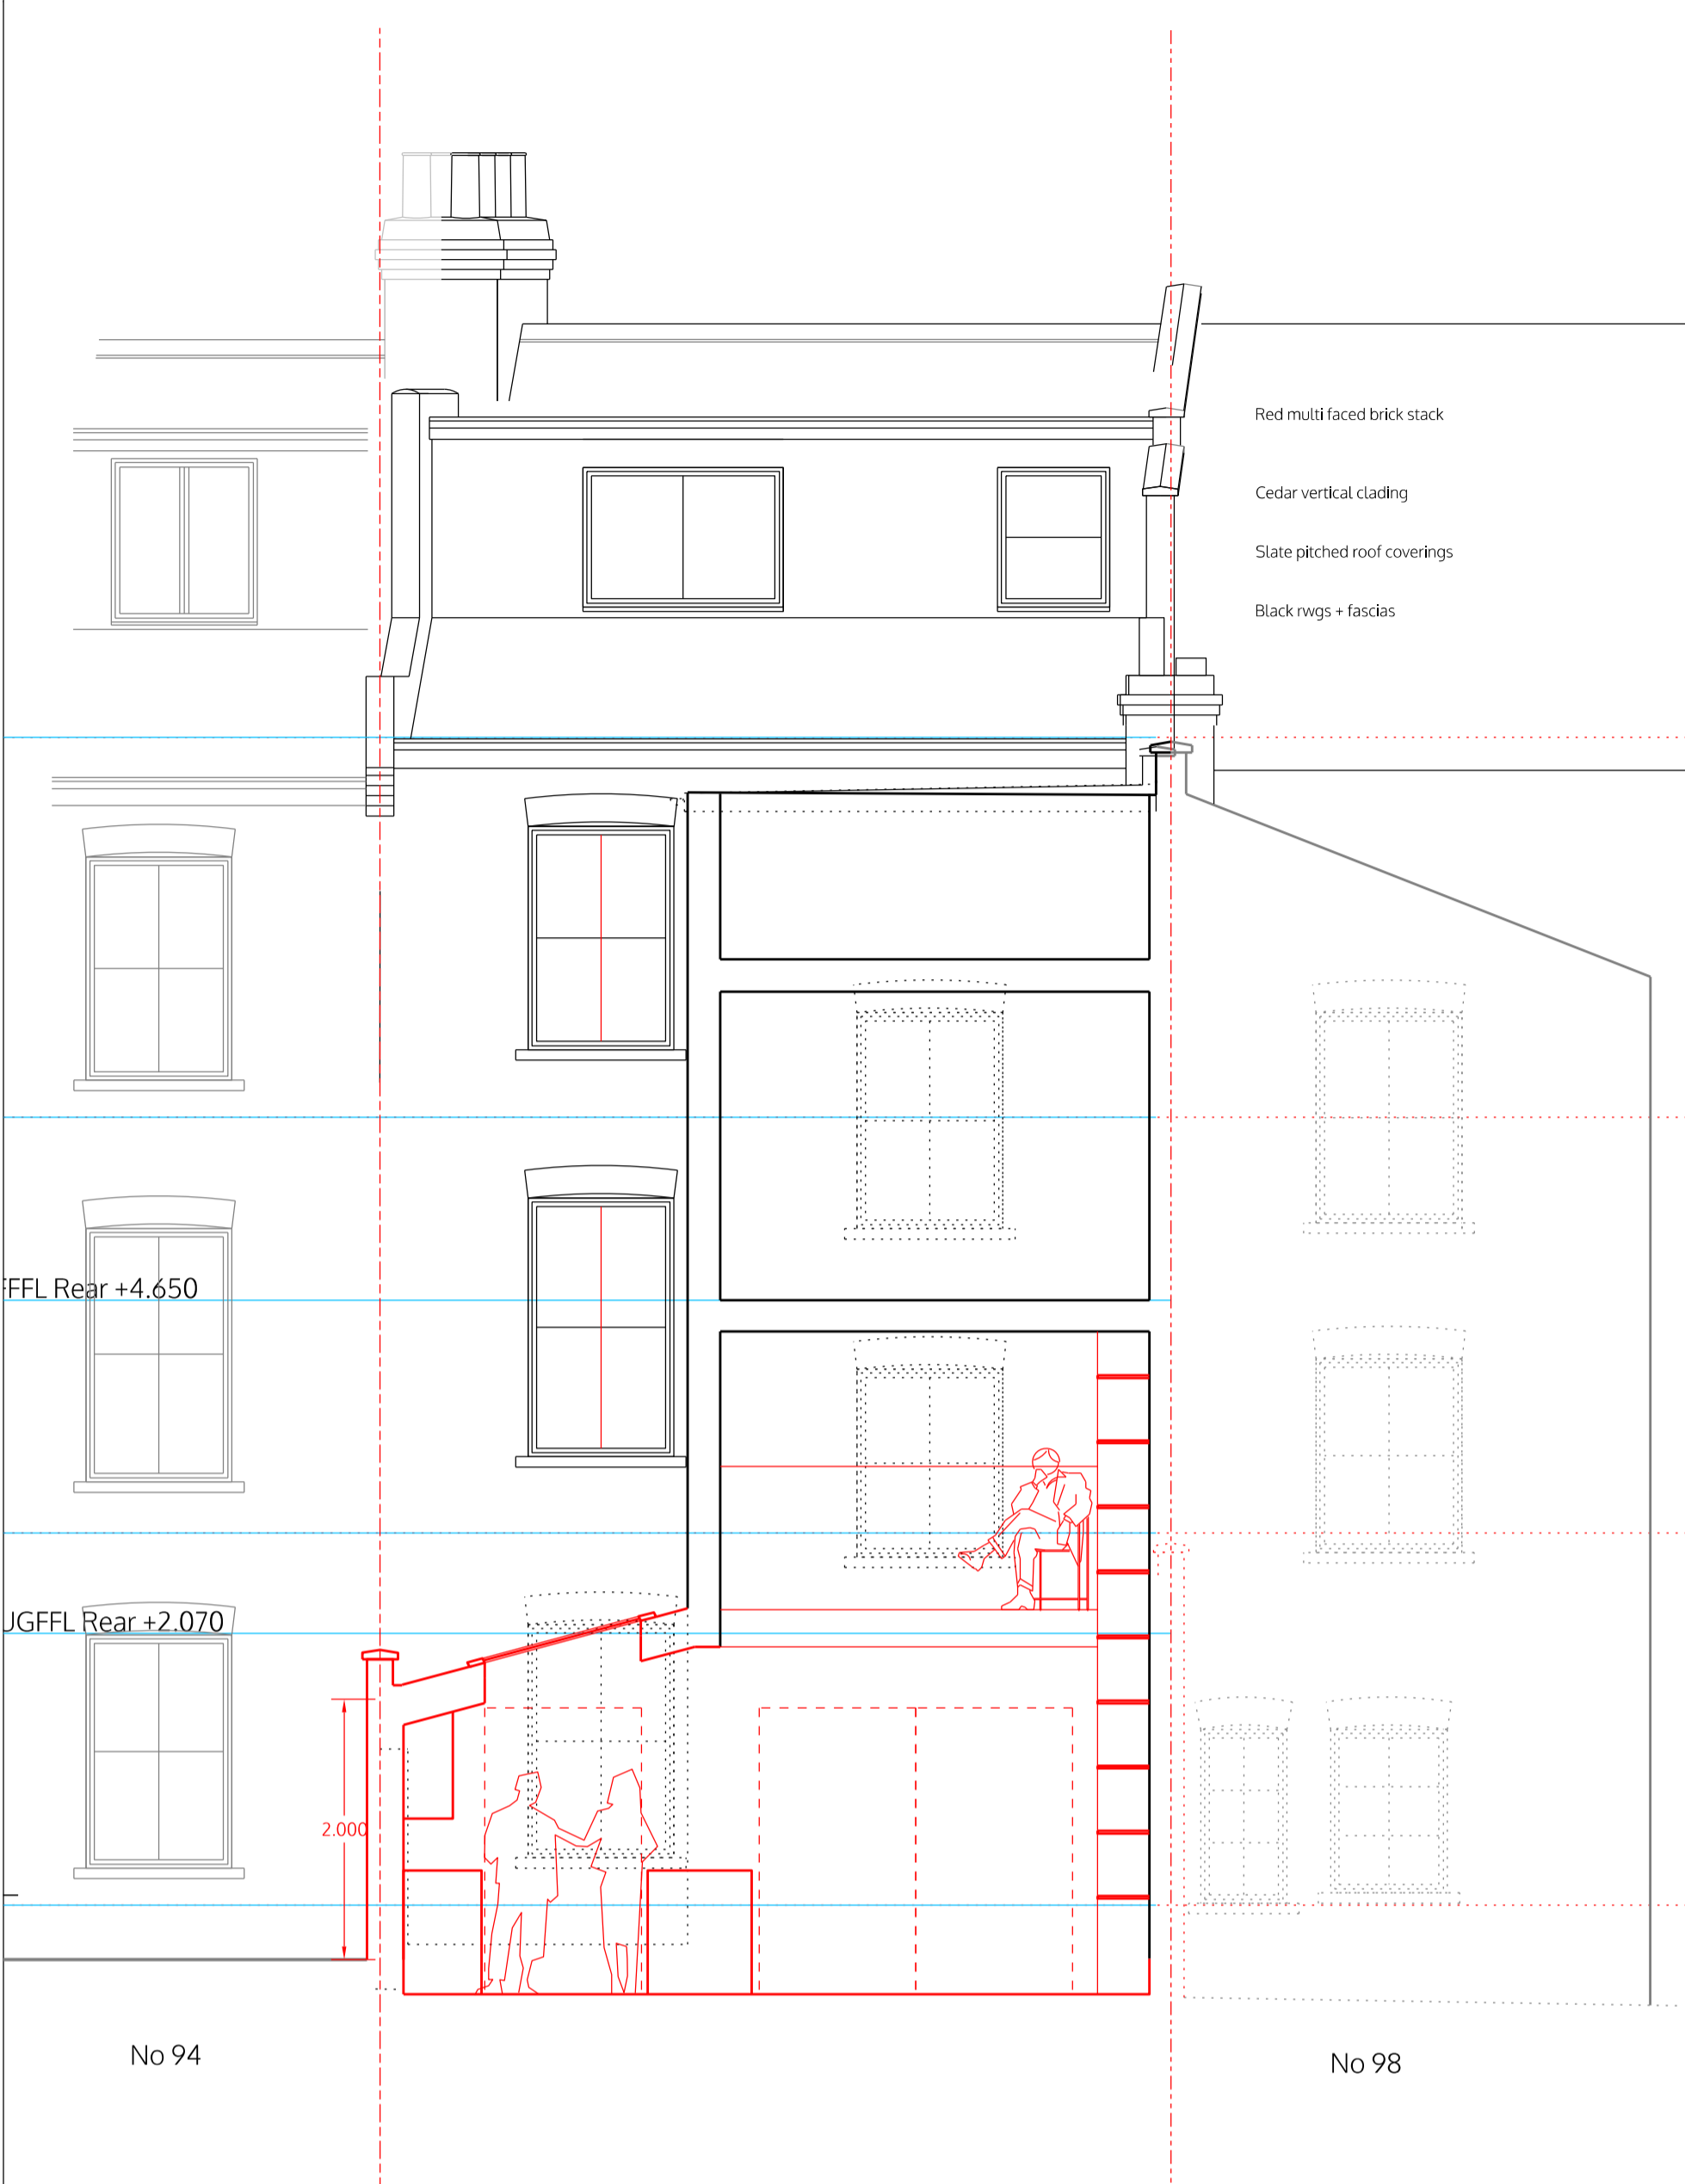 Red multi faced brick stack
Cedar vertical clading
Slate pitched roof coverings
Black rwgs + fascias
FFFL Rear +4.650
UGFFL Rear +2.070
2.000
No 94
No 98